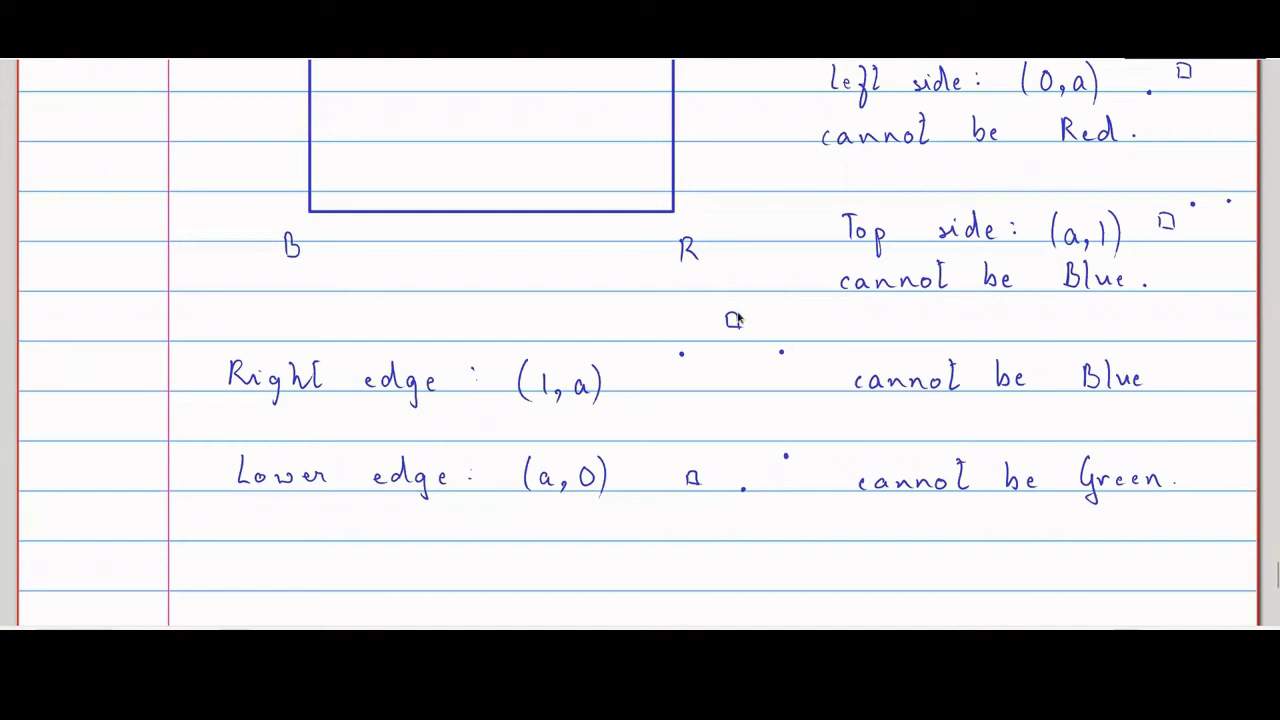 Left side: (0,a)
cannot be Red.
B
R
Top side: (a,1)
cannot be Blue.
Right edge: (1,a) cannot be Blue
Lower edge: (a,0) cannot be Green.